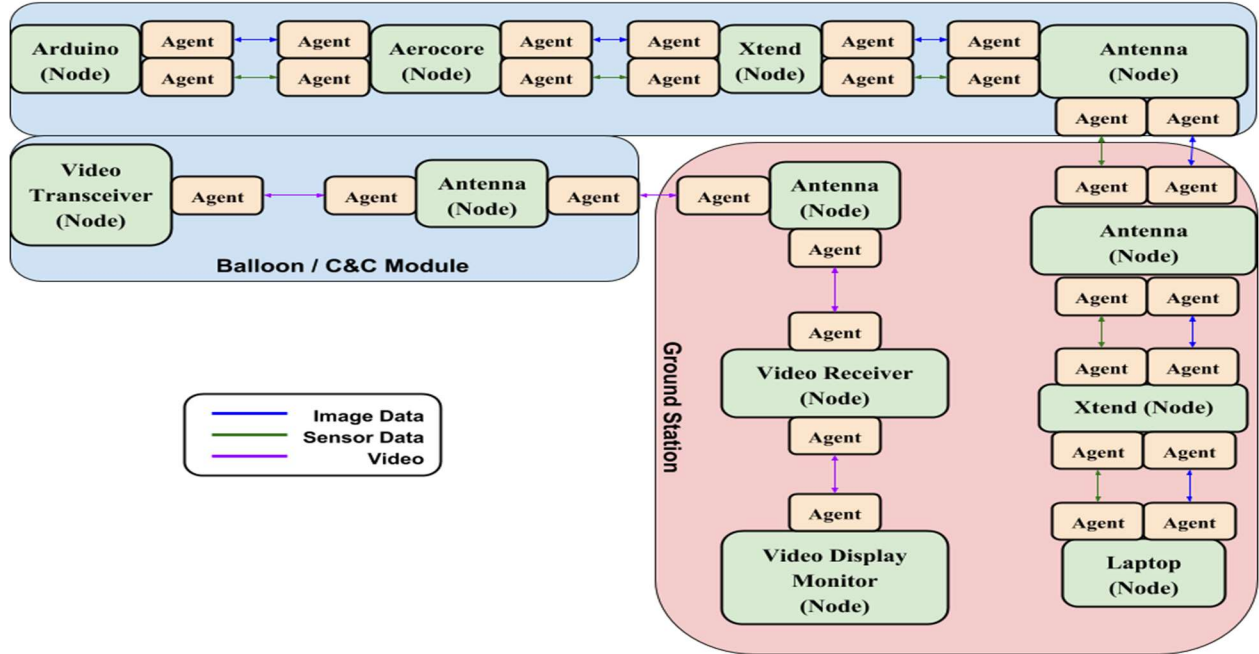 Arduino
(Node)
Agent
Agent
Agent
Agent
Aerocore
(Node)
Agent
Agent
Agent
Agent
Xtend
(Node)
Agent
Agent
Agent
Agent
Antenna
(Node)
Agent
Agent
Video
Transceiver
(Node)
Agent
Agent
Antenna
(Node)
Agent
Balloon / C&C Module
Agent
Antenna
(Node)
Agent
Agent
Video Receiver
(Node)
Agent
Agent
Video Display
Monitor
(Node)
Ground Station
Agent
Agent
Antenna
(Node)
Agent
Agent
Agent
Agent
Xtend (Node)
Agent
Agent
Agent
Agent
Laptop
(Node)
Image Data
Sensor Data
Video